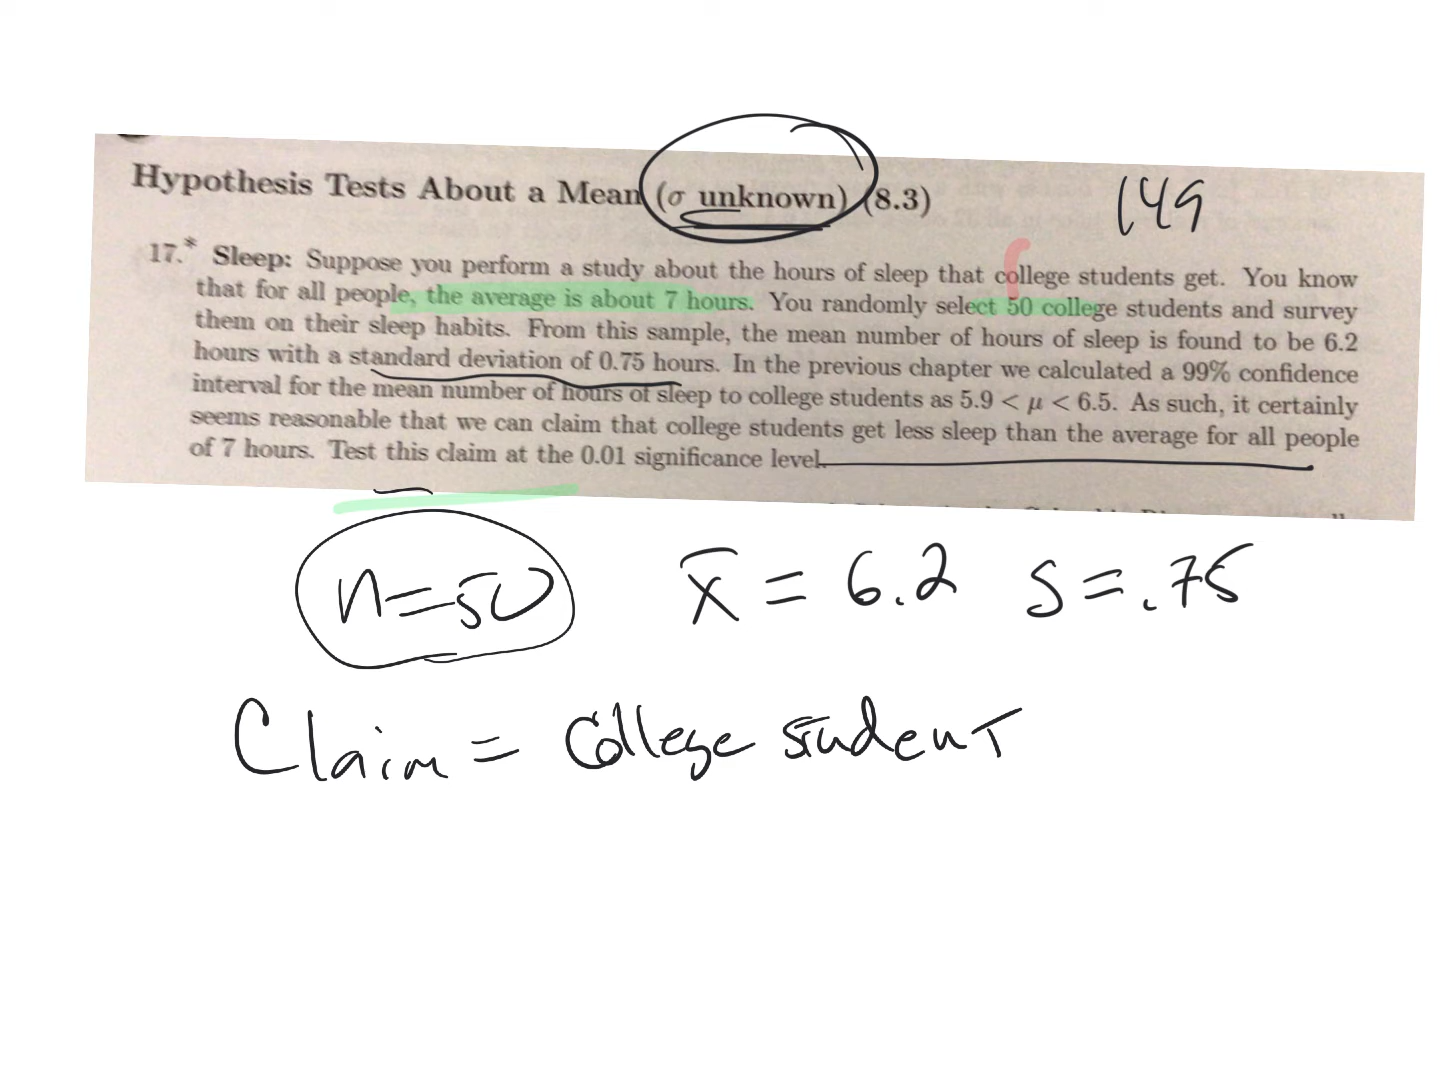 Hypothesis Tests About a Mean (σ unknown) (8.3)
149
17.* Sleep: Suppose you perform a study about the hours of sleep that college students get. You know
that for all people, the average is about 7 hours. You randomly select 50 college students and survey
them on their sleep habits. From this sample, the mean number of hours of sleep is found to be 6.2
hours with a standard deviation of 0.75 hours. In the previous chapter we calculated a 99% confidence
interval for the mean number of hours of sleep to college students as 5.9 < μ < 6.5. As such, it certainly
seems reasonable that we can claim that college students get less sleep than the average for all people
of 7 hours. Test this claim at the 0.01 significance level.
n=50 x̄ = 6.2 s=.75
Claim = College student